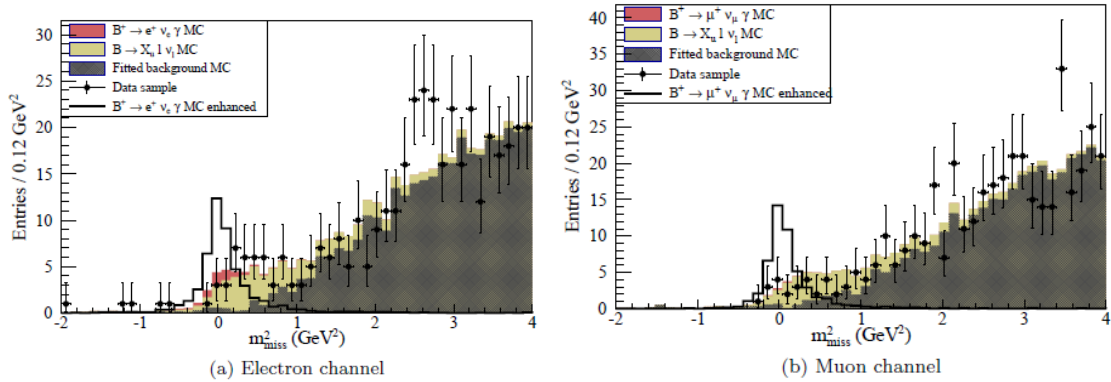 B⁺ → e⁺ νₑ γ MC
B → Xᵤ l νₗ MC
Fitted background MC
Data sample
B⁺ → e⁺ νₑ γ MC enhanced
Entries / 0.12 GeV²
30
25
20
15
10
5
0
-2 -1 0 1 2 3 4
m²miss (GeV²)
(a) Electron channel
B⁺ → μ⁺ ν_μ γ MC
B → Xᵤ l νₗ MC
Fitted background MC
Data sample
B⁺ → μ⁺ ν_μ γ MC enhanced
Entries / 0.12 GeV²
40
35
30
25
20
15
10
5
0
-2 -1 0 1 2 3 4
m²miss (GeV²)
(b) Muon channel